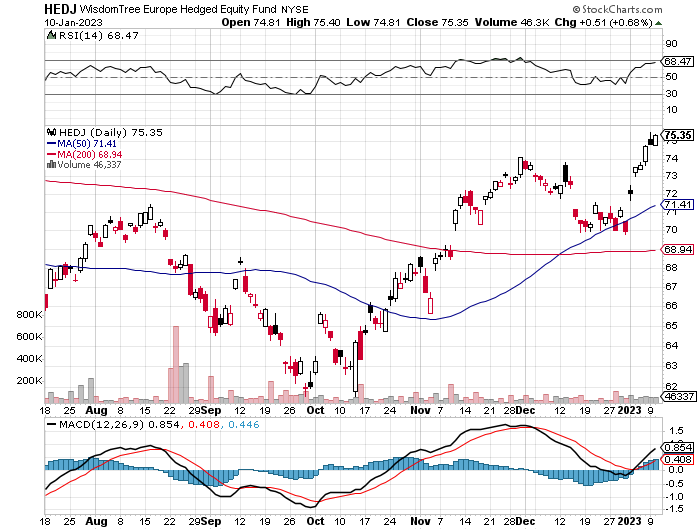 HEDJ WisdomTree Europe Hedged Equity Fund NYSE © StockCharts.com
10-Jan-2023 Open 74.81 High 75.40 Low 74.81 Close 75.35 Volume 46.3K Chg +0.51 (+0.68%)
RSI(14) 68.47
90
68.47
50
30
10
HEDJ (Daily) 75.35
MA(50) 71.41
MA(200) 68.94
Volume 46,337
75.35
74
73
72
71.41
71
70
68.94
68
67
66
65
64
63
62
46337
800K
600K
400K
200K
18 25 Aug 8 15 22 Sep 12 19 26 Oct 10 17 24 Nov 7 14 21 28 Dec 12 19 27 2023 9
MACD(12,26,9) 0.854, 0.408, 0.446
1.5
1.0
0.854
0.408
0.0
-0.5
-1.0
18 25 Aug 8 15 22 Sep 12 19 26 Oct 10 17 24 Nov 7 14 21 28 Dec 12 19 27 2023 9